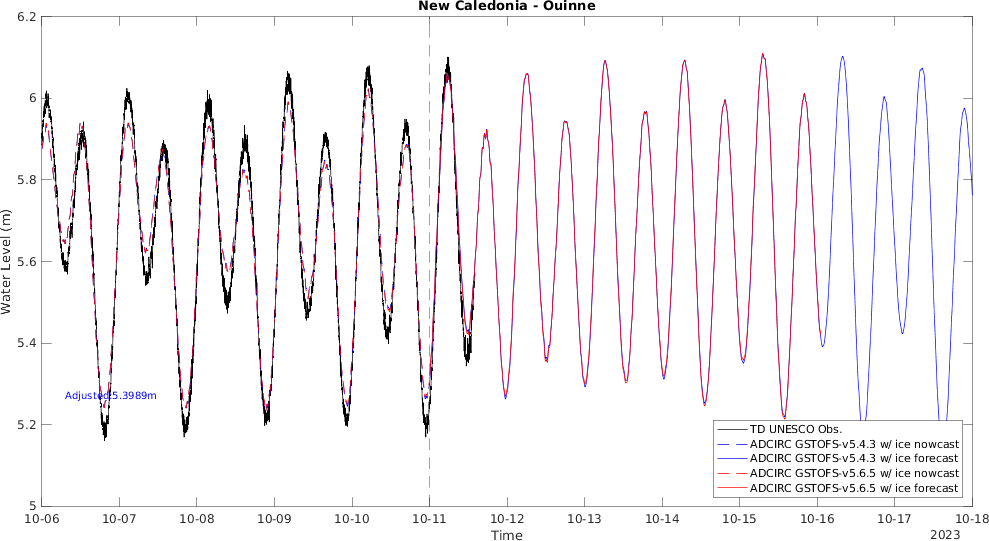 New Caledonia - Ouinne
6.2
6
5.8
5.6
5.4
5.2
5
Water Level (m)
Adjusted:5.3989m
TD UNESCO Obs.
ADCIRC GSTOFS-v5.4.3 w/ ice nowcast
ADCIRC GSTOFS-v5.4.3 w/ ice forecast
ADCIRC GSTOFS-v5.6.5 w/ ice nowcast
ADCIRC GSTOFS-v5.6.5 w/ ice forecast
10-06 10-07 10-08 10-09 10-10 10-11 10-12 10-13 10-14 10-15 10-16 10-17 10-18
Time
2023